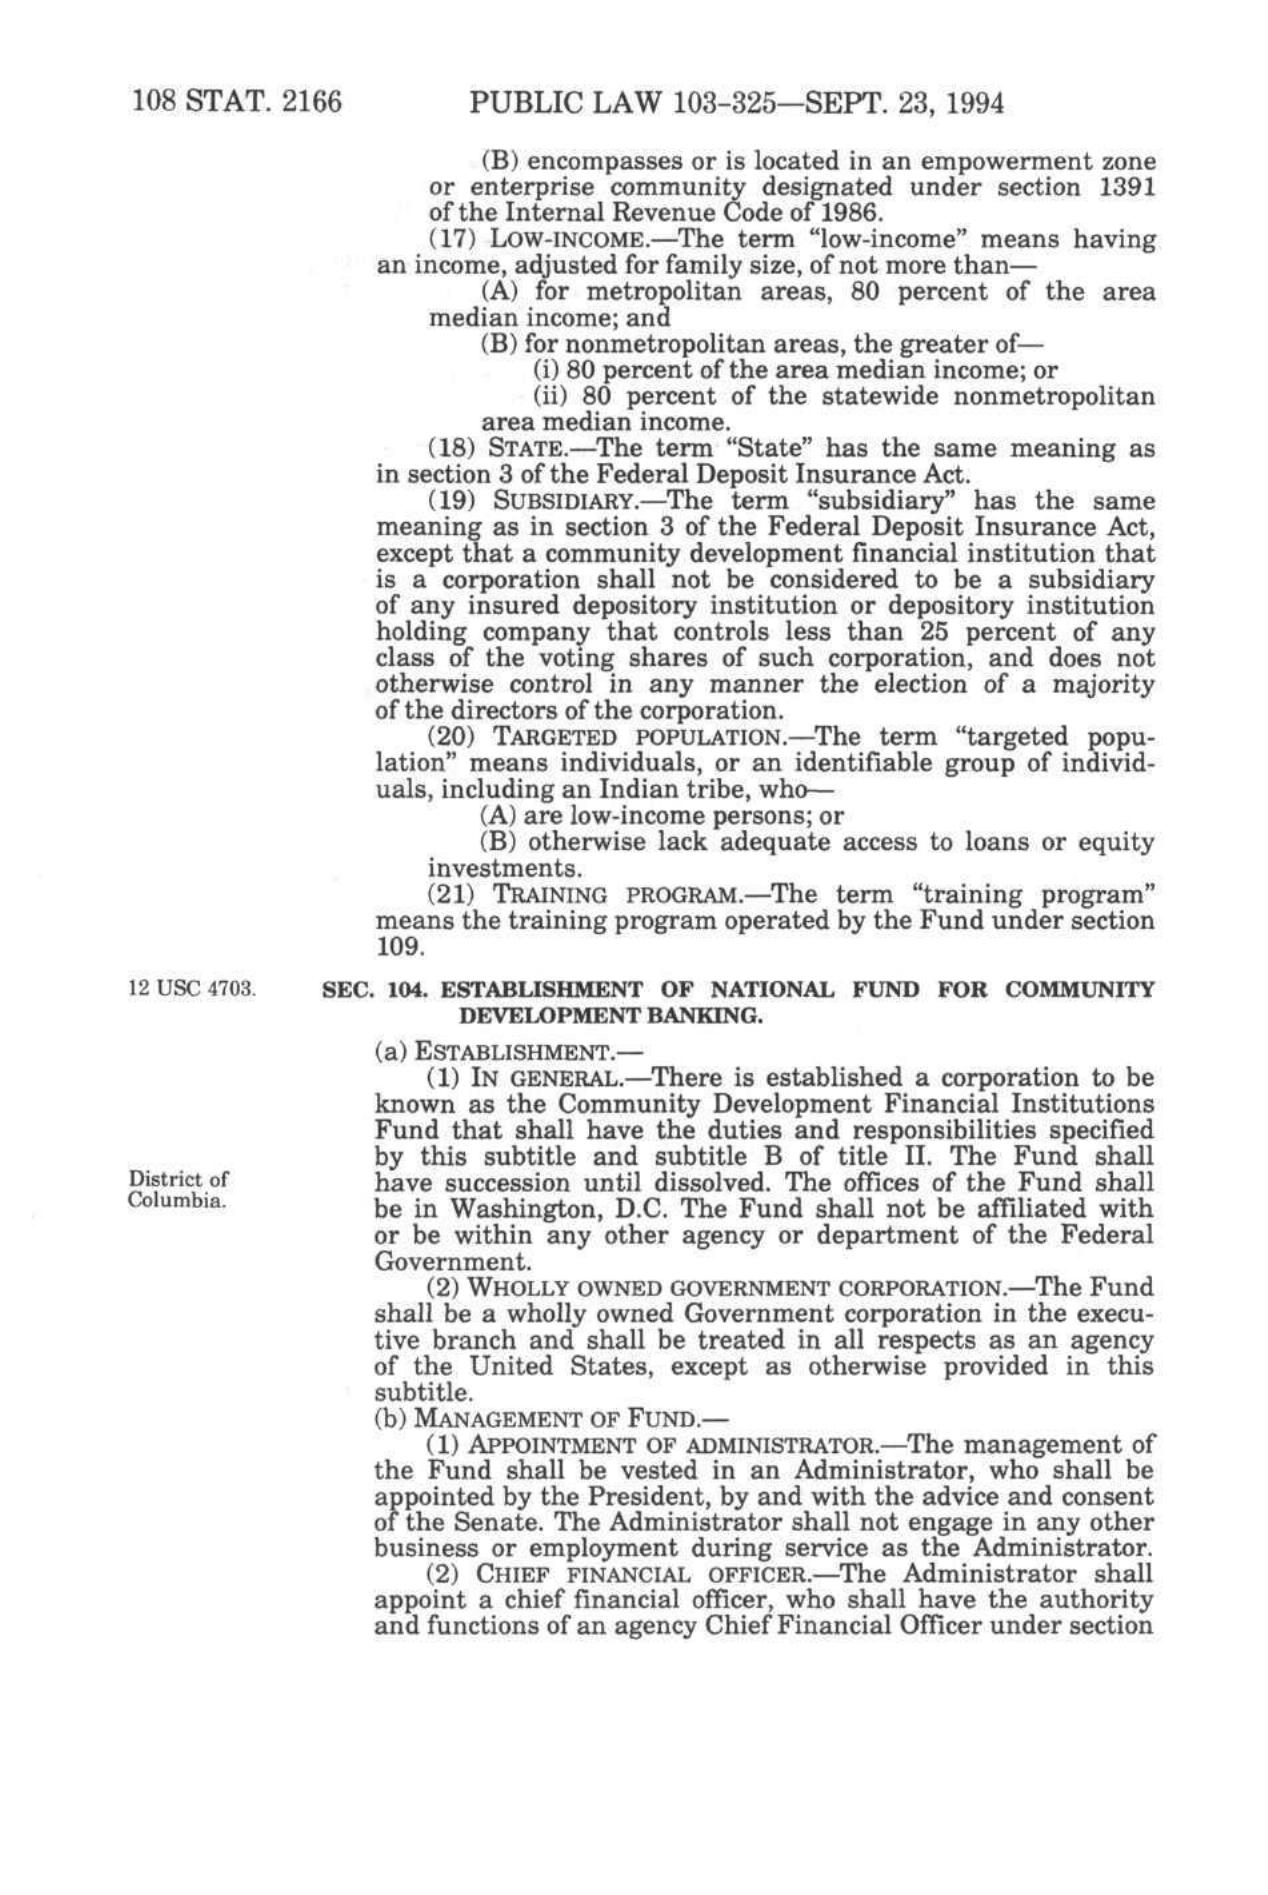 108 STAT. 2166 PUBLIC LAW 103-325—SEPT. 23, 1994
(B) encompasses or is located in an empowerment zone
or enterprise community designated under section 1391
of the Internal Revenue Code of 1986.
(17) LOW-INCOME.—The term “low-income” means having
an income, adjusted for family size, of not more than—
(A) for metropolitan areas, 80 percent of the area
median income; and
(B) for nonmetropolitan areas, the greater of—
(i) 80 percent of the area median income; or
(ii) 80 percent of the statewide nonmetropolitan
area median income.
(18) STATE.—The term “State” has the same meaning as
in section 3 of the Federal Deposit Insurance Act.
(19) SUBSIDIARY.—The term “subsidiary” has the same
meaning as in section 3 of the Federal Deposit Insurance Act,
except that a community development financial institution that
is a corporation shall not be considered to be a subsidiary
of any insured depository institution or depository institution
holding company that controls less than 25 percent of any
class of the voting shares of such corporation, and does not
otherwise control in any manner the election of a majority
of the directors of the corporation.
(20) TARGETED POPULATION.—The term “targeted popu-
lation” means individuals, or an identifiable group of individ-
uals, including an Indian tribe, who—
(A) are low-income persons; or
(B) otherwise lack adequate access to loans or equity
investments.
(21) TRAINING PROGRAM.—The term “training program”
means the training program operated by the Fund under section
109.
12 USC 4703. SEC. 104. ESTABLISHMENT OF NATIONAL FUND FOR COMMUNITY
DEVELOPMENT BANKING.
(a) ESTABLISHMENT.—
(1) IN GENERAL.—There is established a corporation to be
known as the Community Development Financial Institutions
Fund that shall have the duties and responsibilities specified
by this subtitle and subtitle B of title II. The Fund shall
District of
Columbia.
have succession until dissolved. The offices of the Fund shall
be in Washington, D.C. The Fund shall not be affiliated with
or be within any other agency or department of the Federal
Government.
(2) WHOLLY OWNED GOVERNMENT CORPORATION.—The Fund
shall be a wholly owned Government corporation in the execu-
tive branch and shall be treated in all respects as an agency
of the United States, except as otherwise provided in this
subtitle.
(b) MANAGEMENT OF FUND.—
(1) APPOINTMENT OF ADMINISTRATOR.—The management of
the Fund shall be vested in an Administrator, who shall be
appointed by the President, by and with the advice and consent
of the Senate. The Administrator shall not engage in any other
business or employment during service as the Administrator.
(2) CHIEF FINANCIAL OFFICER.—The Administrator shall
appoint a chief financial officer, who shall have the authority
and functions of an agency Chief Financial Officer under section